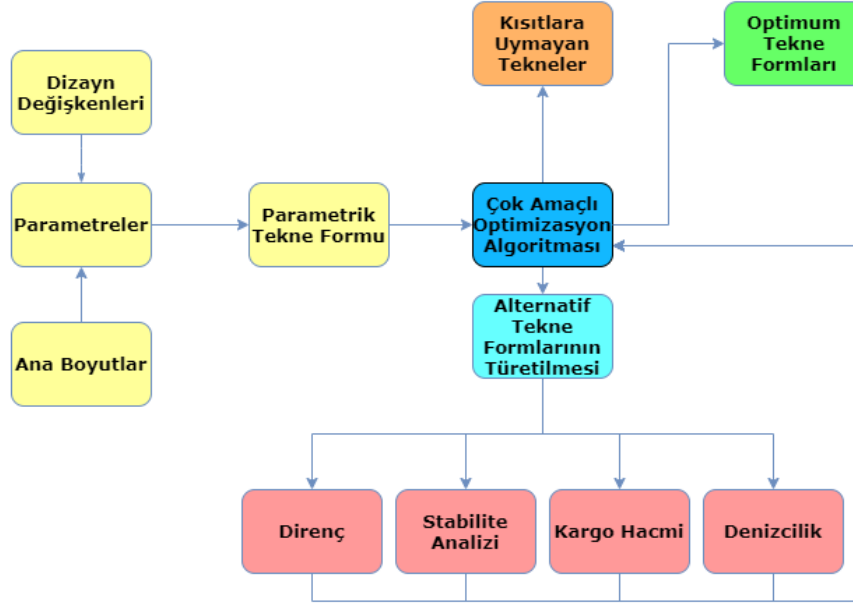 Kısıtlara
Uymayan
Tekneler
Optimum
Tekne
Formları
Dizayn
Değişkenleri
Parametreler
Parametrik
Tekne Formu
Çok Amaçlı
Optimizasyon
Algoritması
Ana Boyutlar
Alternatif
Tekne
Formlarının
Türetilmesi
Direnç
Stabilite
Analizi
Kargo Hacmi
Denizcilik